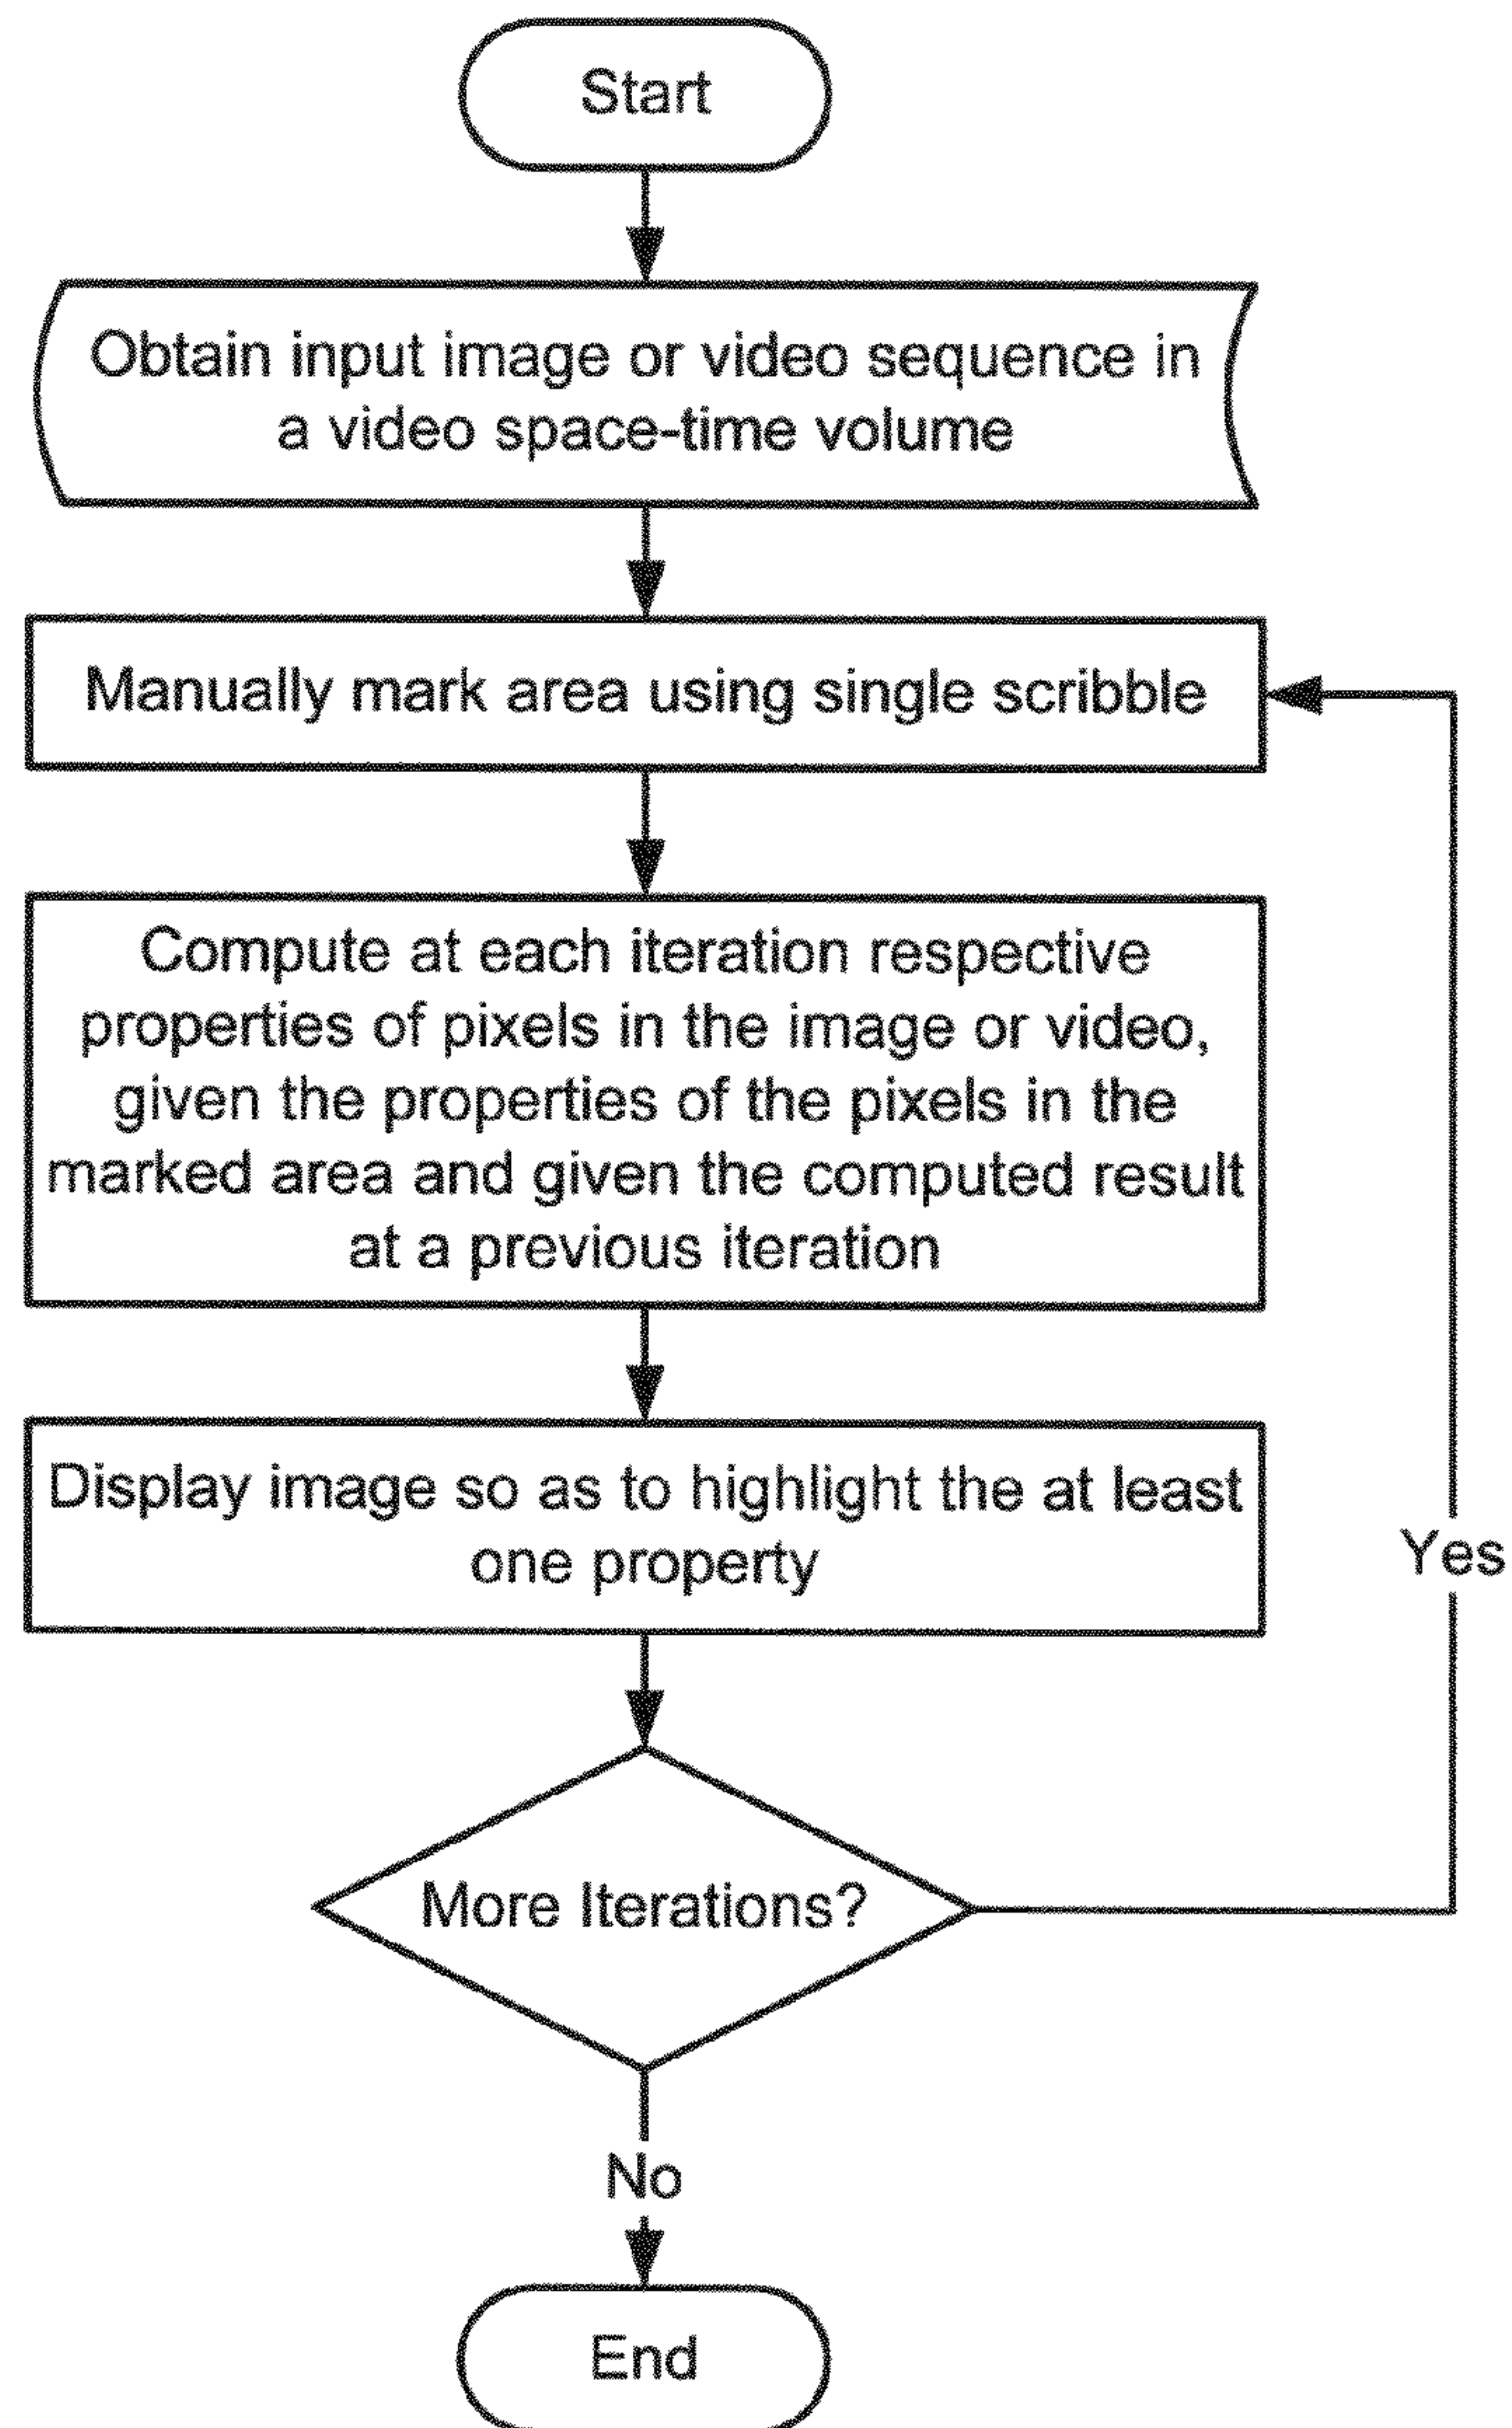 Start
Obtain input image or video sequence in
a video space-time volume
Manually mark area using single scribble
Compute at each iteration respective
properties of pixels in the image or video,
given the properties of the pixels in the
marked area and given the computed result
at a previous iteration
Display image so as to highlight the at least
one property
Yes
More Iterations?
No
End